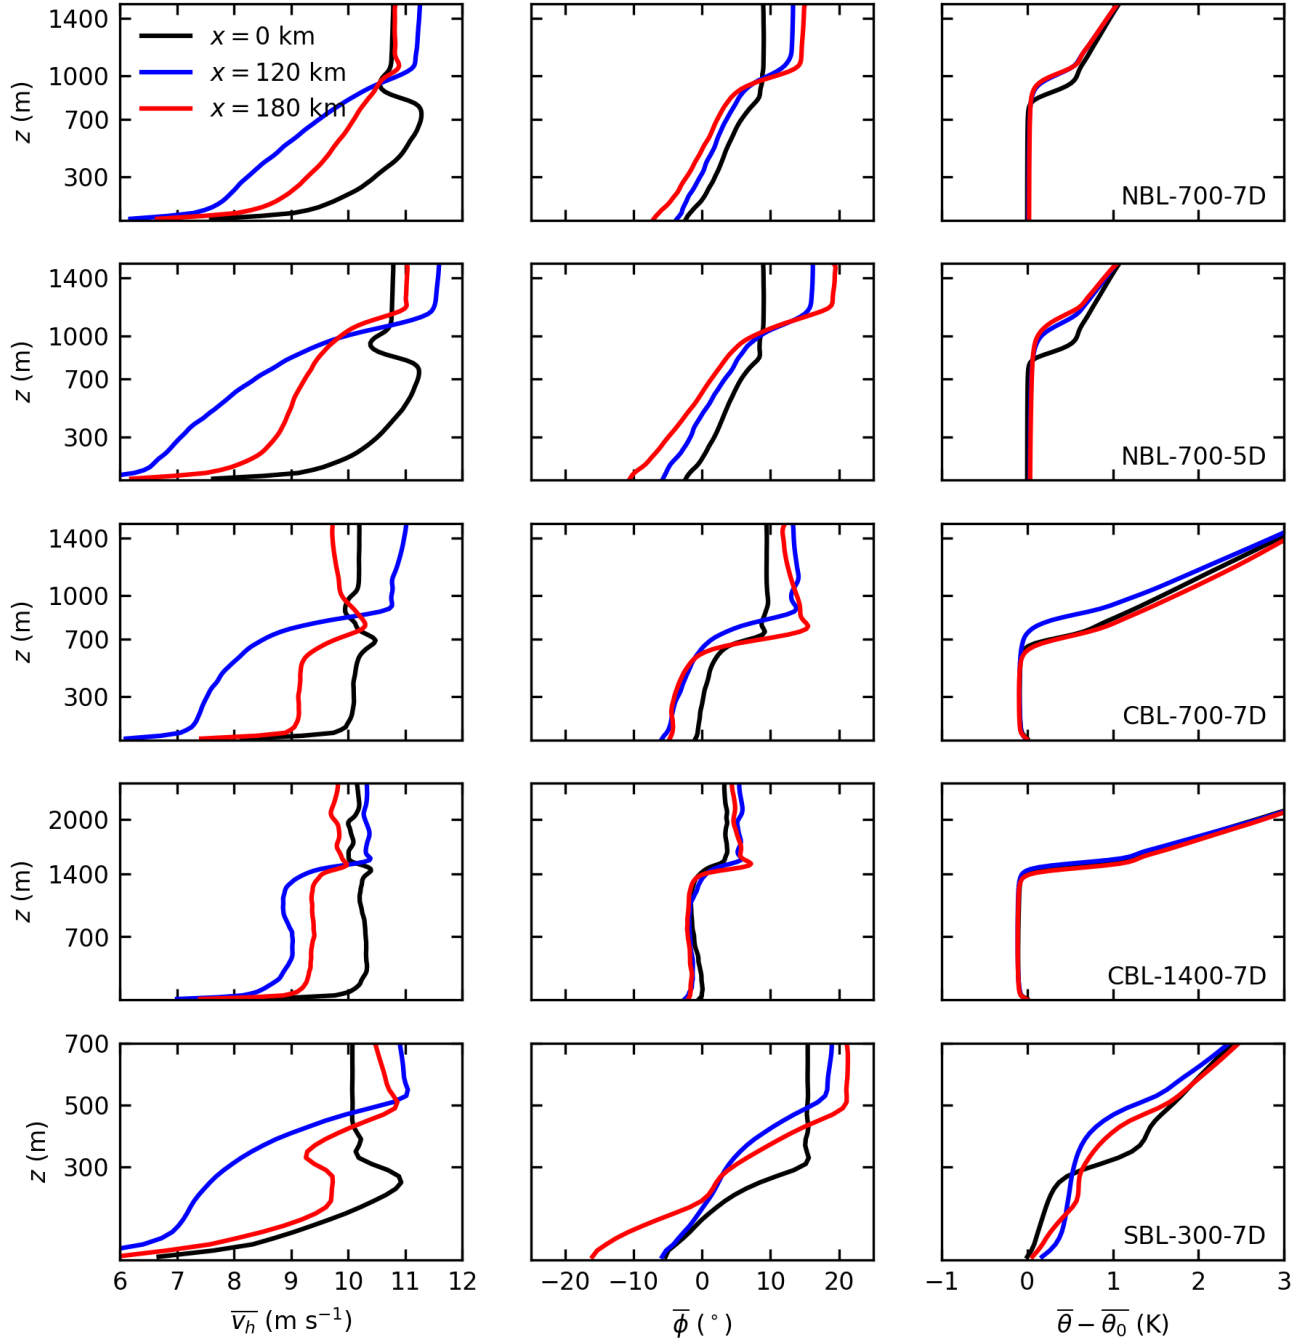 1400
1000
700
300
z (m)
x = 0 km
x = 120 km
x = 180 km
NBL-700-7D
1400
1000
700
300
z (m)
NBL-700-5D
1400
1000
700
300
z (m)
CBL-700-7D
2000
1400
700
z (m)
CBL-1400-7D
700
500
300
z (m)
SBL-300-7D
6 7 8 9 10 11 12
−20 −10 0 10 20
−1 0 1 2 3
v̅ₕ (m s⁻¹)
ϕ̅ (°)
θ̅ − θ̅₀ (K)